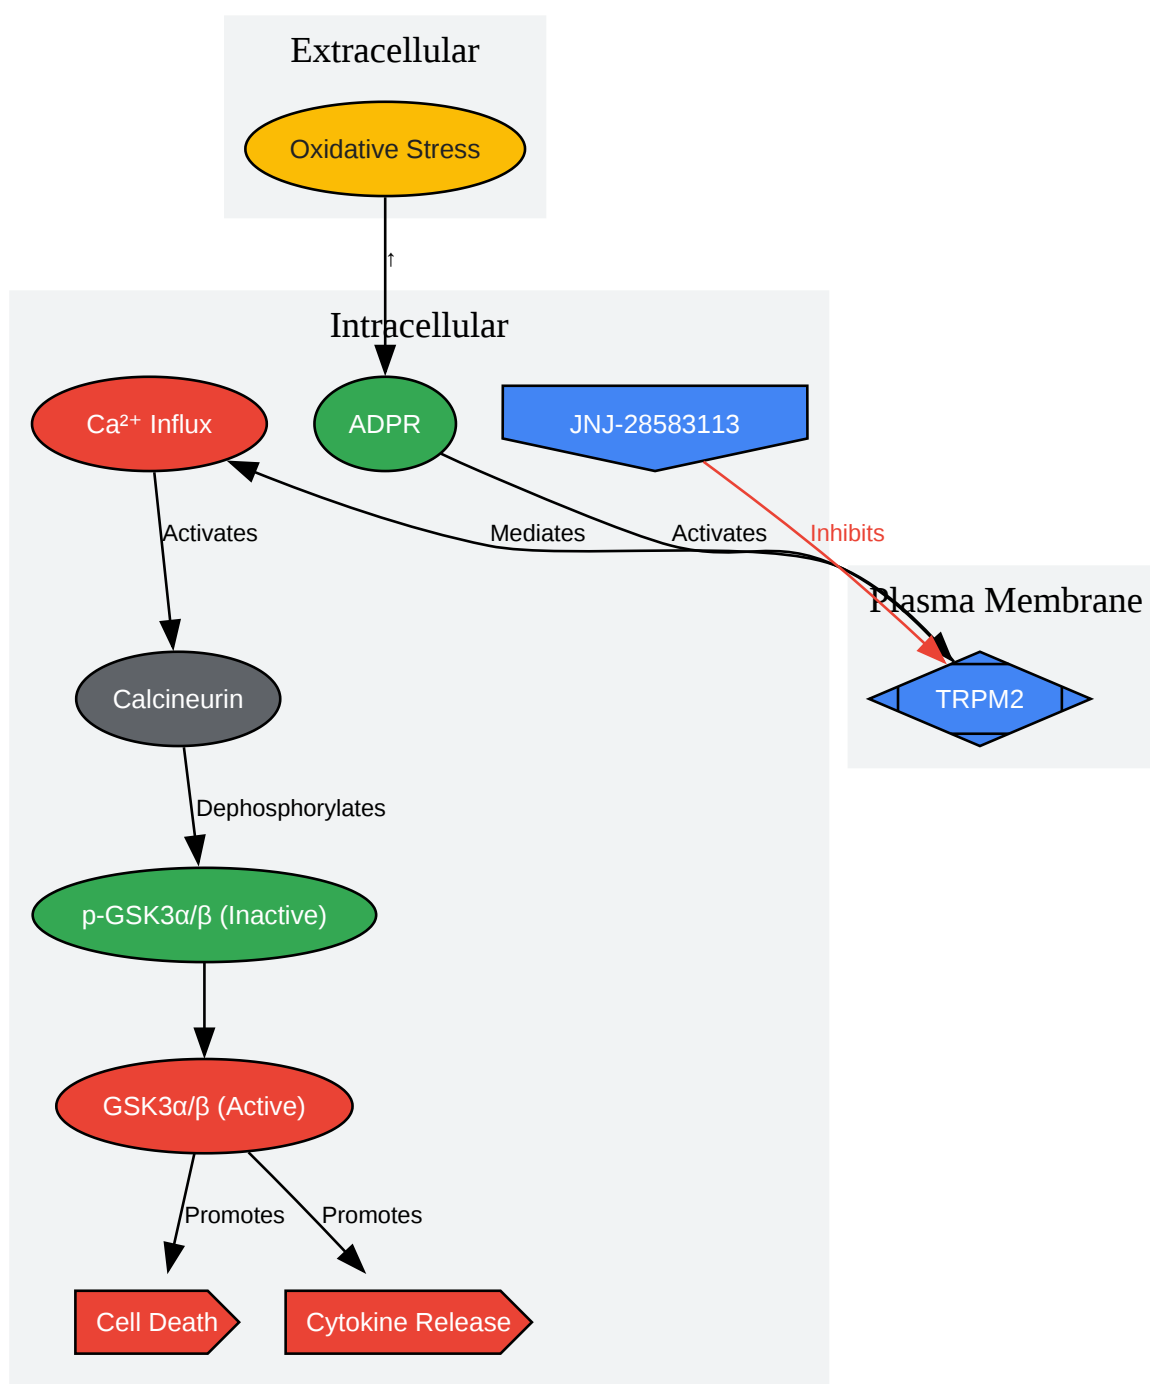 Extracellular
Oxidative Stress
↑
Intracellular
Ca²⁺ Influx
ADPR
JNJ-28583113
Activates
Mediates
Activates
Inhibits
Plasma Membrane
Calcineurin
TRPM2
Dephosphorylates
p-GSK3α/β (Inactive)
GSK3α/β (Active)
Promotes
Promotes
Cell Death
Cytokine Release